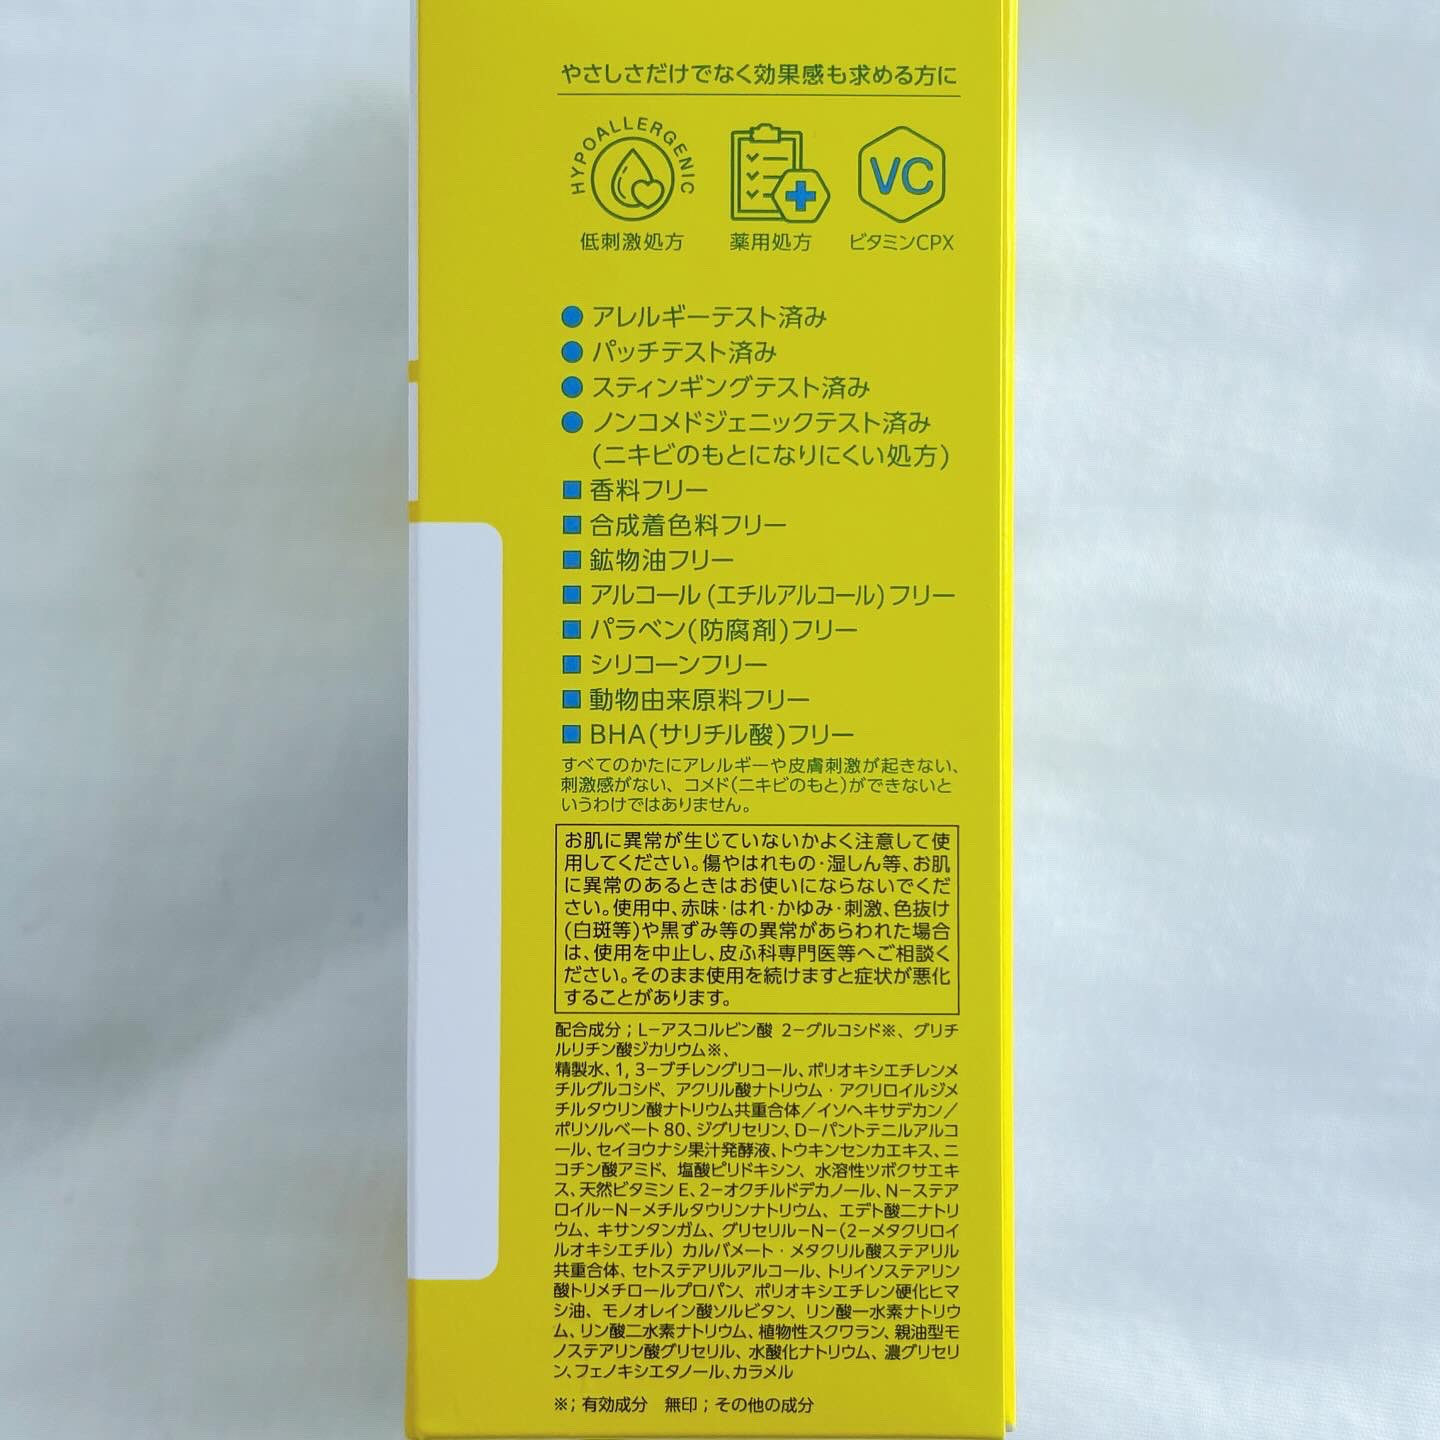 やさしさだけでなく効果感も求める方に
HYPOALLERGENIC
VC
低刺激処方 薬用処方 ビタミンCPX
●アレルギーテスト済み
●パッチテスト済み
●スティンギングテスト済み
●ノンコメドジェニックテスト済み
(ニキビのもとになりにくい処方)
■香料フリー
■合成着色料フリー
■鉱物油フリー
■アルコール(エチルアルコール)フリー
■パラベン(防腐剤)フリー
■シリコーンフリー
■動物由来原料フリー
■BHA(サリチル酸)フリー
すべてのかたにアレルギーや皮膚刺激が起きない、
刺激感がない、コメド(ニキビのもと)ができないと
いうわけではありません。
お肌に異常が生じていないかよく注意して使
用してください。傷やはれもの・湿しん等、お肌
に異常のあるときはお使いにならないでくだ
さい。使用中、赤味・はれ・かゆみ・刺激、色抜け
(白斑等)や黒ずみ等の異常があらわれた場合
は、使用を中止し、皮ふ科専門医等へご相談く
ださい。そのまま使用を続けますと症状が悪化
することがあります。
配合成分;L−アスコルビン酸 2−グルコシド※、グリチ
ルリチン酸ジカリウム※、
精製水、1,3−ブチレングリコール、ポリオキシエチレンメ
チルグルコシド、アクリル酸ナトリウム・アクリロイルジメ
チルタウリン酸ナトリウム共重合体/イソヘキサデカン/
ポリソルベート80、ジグリセリン、D−パントテニルアルコ
ール、セイヨウナシ果汁発酵液、トウキンセンカエキス、ニ
コチン酸アミド、塩酸ピリドキシン、水溶性ツボクサエキ
ス、天然ビタミンE、2−オクチルドデカノール、N−ステア
ロイル−N−メチルタウリンナトリウム、エデト酸二ナトリ
ウム、キサンタンガム、グリセリル−N−(2−メタクリロイ
ルオキシエチル)カルバメート・メタクリル酸ステアリル
共重合体、セトステアリルアルコール、トリイソステアリン
酸トリメチロールプロパン、ポリオキシエチレン硬化ヒマ
シ油、モノオレイン酸ソルビタン、リン酸一水素ナトリウ
ム、リン酸二水素ナトリウム、植物性スクワラン、親油型モ
ノステアリン酸グリセリル、水酸化ナトリウム、濃グリセリ
ン、フェノキシエタノール、カラメル
※;有効成分 無印;その他の成分